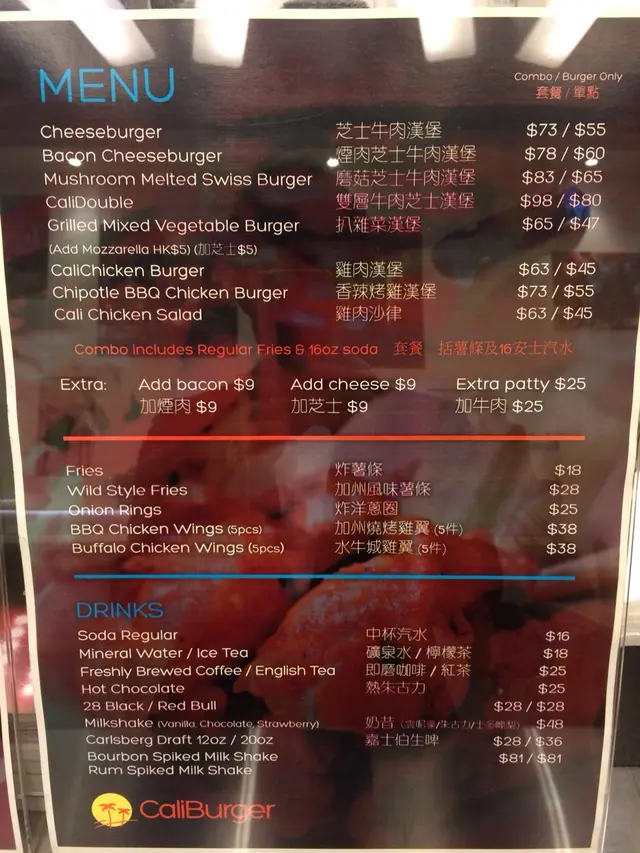 MENU
Combo / Burger Only
套餐 / 單點
Cheeseburger 芝士牛肉漢堡 $73 / $55
Bacon Cheeseburger 煙肉芝士牛肉漢堡 $78 / $60
Mushroom Melted Swiss Burger 磨菇芝士牛肉漢堡 $83 / $65
CaliDouble 雙層牛肉芝士漢堡 $98 / $80
Grilled Mixed Vegetable Burger 扒雜菜漢堡 $65 / $47
(Add Mozzarella HK$5) (加芝士$5)
CaliChicken Burger 雞肉漢堡 $63 / $45
Chipotle BBQ Chicken Burger 香辣烤雞漢堡 $73 / $55
Cali Chicken Salad 雞肉沙律 $63 / $45
Combo includes Regular Fries & 16oz soda 套餐 括薯條及16安士汽水
Extra: Add bacon $9 Add cheese $9 Extra patty $25
加煙肉 $9 加芝士 $9 加牛肉 $25
Fries 炸薯條 $18
Wild Style Fries 加州風味薯條 $28
Onion Rings 炸洋蔥圈 $25
BBQ Chicken Wings (5pcs) 加州燒烤雞翼 (5件) $38
Buffalo Chicken Wings (5pcs) 水牛城雞翼 (5件) $38
DRINKS
Soda Regular 中杯汽水 $16
Mineral Water / Ice Tea 礦泉水 / 檸檬茶 $18
Freshly Brewed Coffee / English Tea 即磨咖啡 / 紅茶 $25
Hot Chocolate 熱朱古力 $25
28 Black / Red Bull $28 / $28
Milkshake (Vanilla, Chocolate, Strawberry) 奶昔 (雲呢嗱/朱古力/士多啤梨) $48
Carlsberg Draft 12oz / 20oz 嘉士伯生啤 $28 / $36
Bourbon Spiked Milk Shake $81 / $81
Rum Spiked Milk Shake
CaliBurger